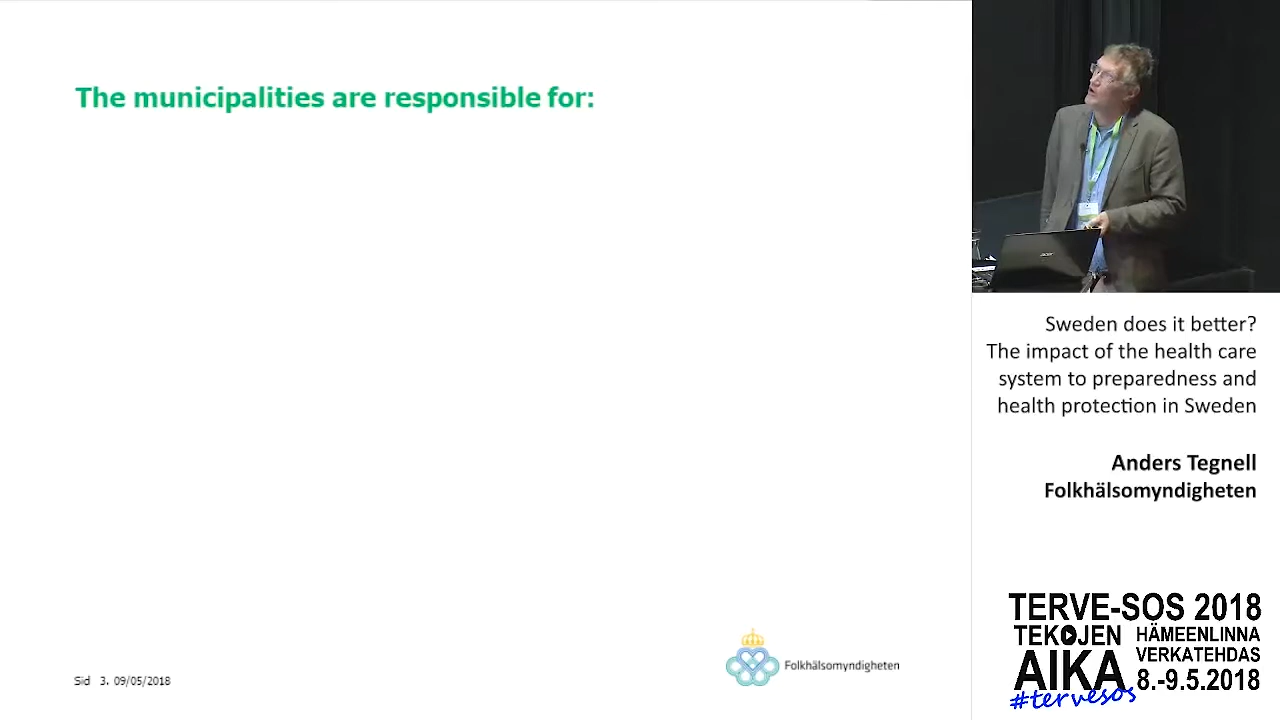 The municipalities are responsible for:
Sid 3. 09/05/2018
Folkhälsomyndigheten
Sweden does it better?
The impact of the health care
system to preparedness and
health protection in Sweden
Anders Tegnell
Folkhälsomyndigheten
TERVE-SOS 2018
TEKOJEN
AIKA
HÄMEENLINNA
VERKATEHDAS
8.-9.5.2018
#tervesos
acer